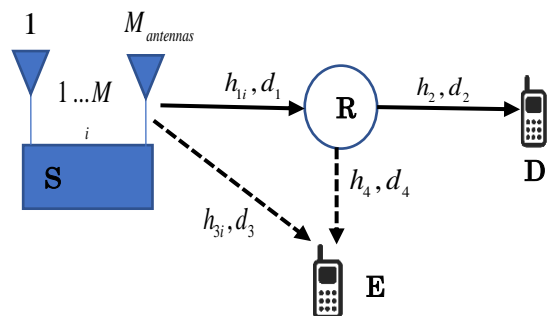 1
M_antennas
1...M
i
S
h_1i, d_1
R
h_2, d_2
D
h_4, d_4
h_3i, d_3
E